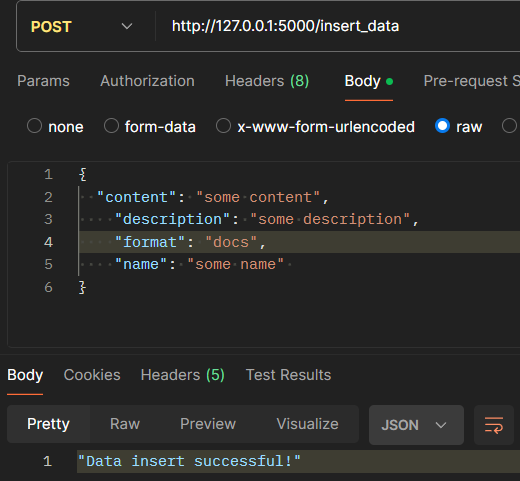 POST http://127.0.0.1:5000/insert_data
Params Authorization Headers (8) Body Pre-request S
none form-data x-www-form-urlencoded raw
1 {
2 "content": "some content",
3 "description": "some description",
4 "format": "docs",
5 "name": "some name"
6 }
Body Cookies Headers (5) Test Results
Pretty Raw Preview Visualize JSON
1 "Data insert successful!"